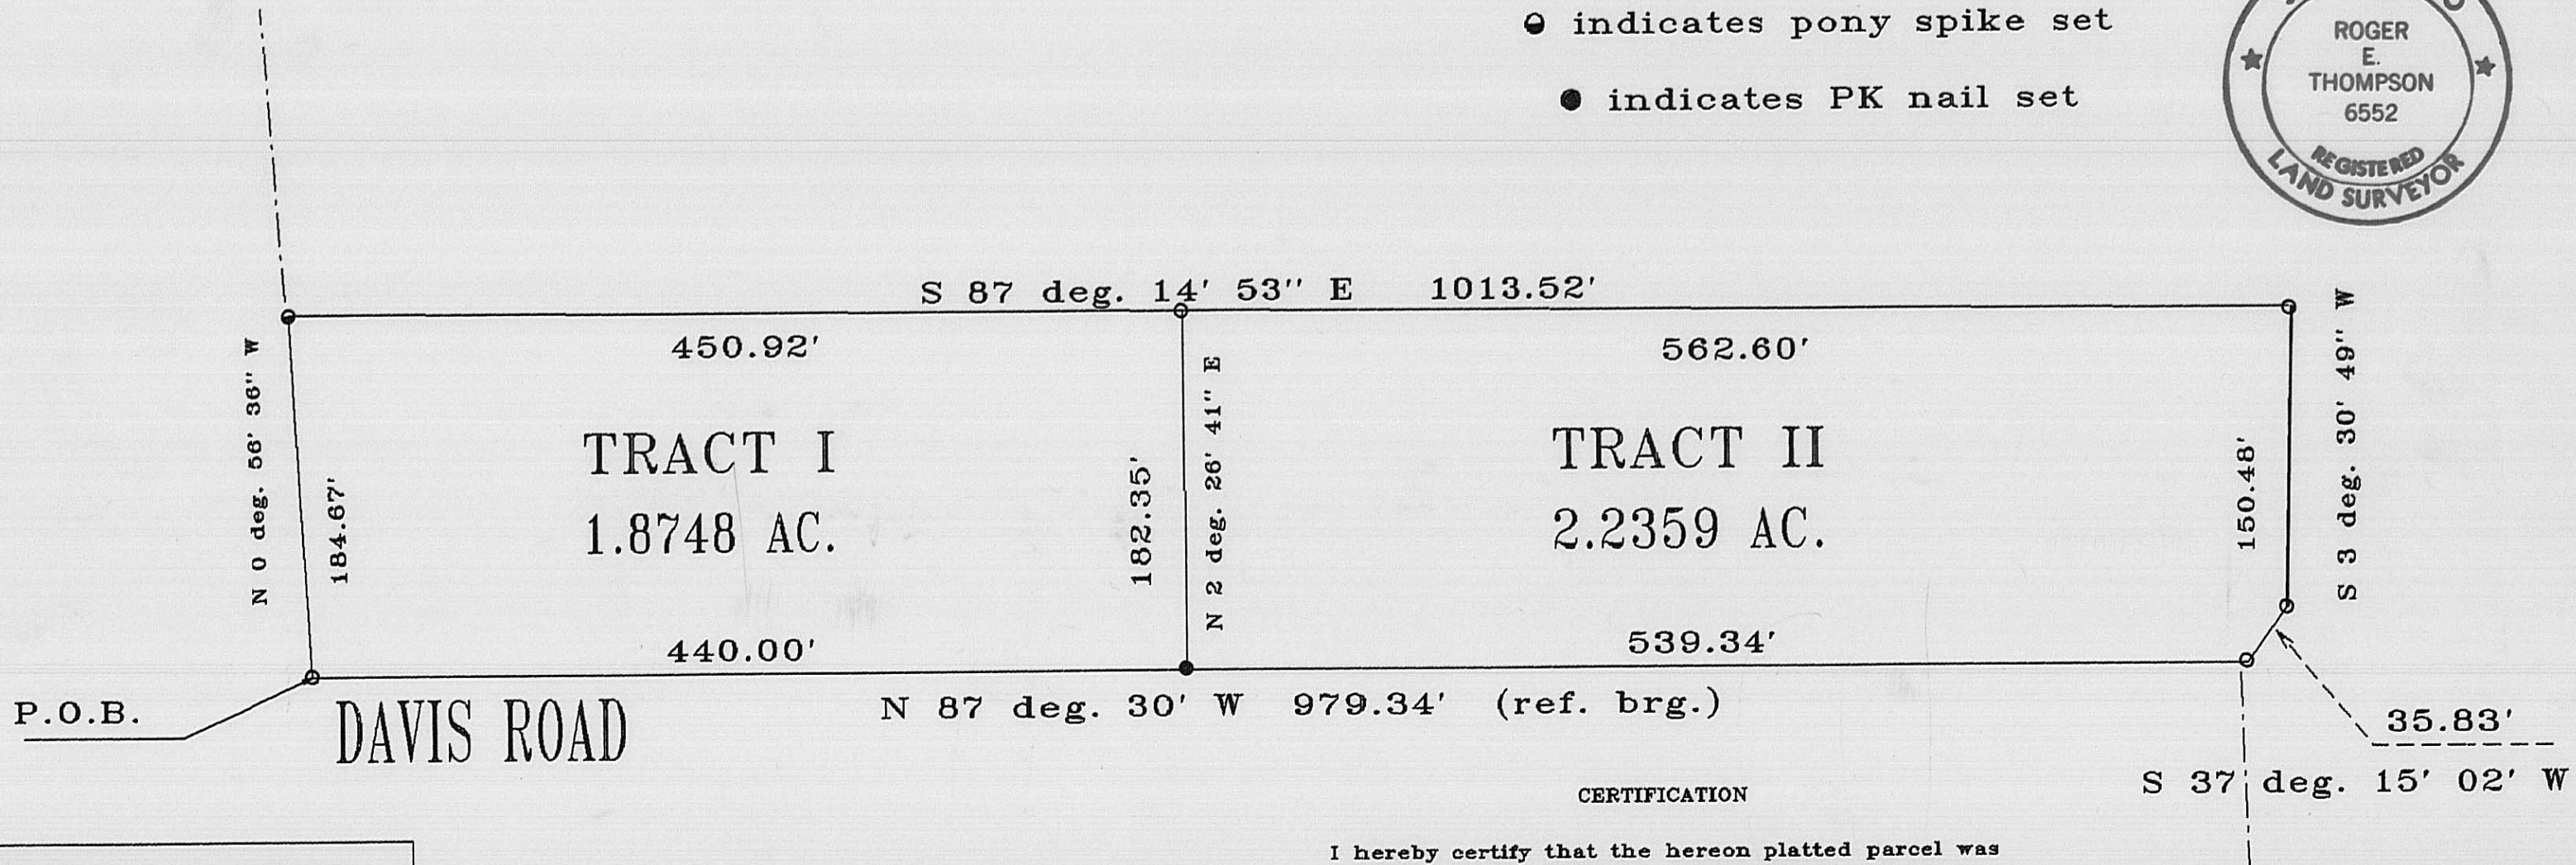 indicates pony spike set
indicates PK nail set
ROGER
E.
THOMPSON
6552
REGISTERED
LAND SURVEYOR
S 87 deg. 14' 53" E 1013.52'
450.92'
562.60'
N 0 deg. 56' 36" W
184.67'
TRACT I
1.8748 AC.
182.35'
N 2 deg. 26' 41" E
TRACT II
2.2359 AC.
150.48'
S 3 deg. 30' 49" W
440.00'
539.34'
P.O.B.
DAVIS ROAD
N 87 deg. 30' W 979.34' (ref. brg.)
35.83'
S 37 deg. 15' 02' W
CERTIFICATION
I hereby certify that the hereon platted parcel was